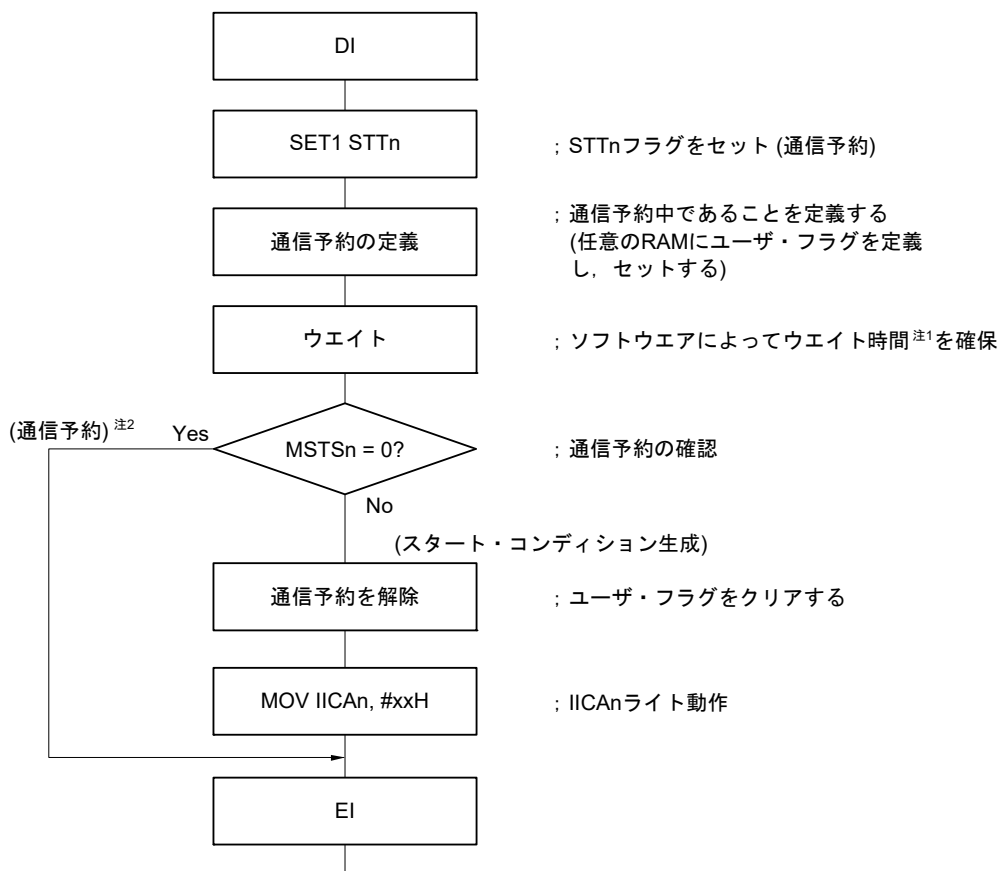 DI
SET1 STTn
; STTnフラグをセット (通信予約)
通信予約の定義
; 通信予約中であることを定義する
(任意のRAMにユーザ・フラグを定義
し，セットする)
ウエイト
; ソフトウエアによってウエイト時間注1を確保
(通信予約)注2
Yes
MSTSn = 0?
; 通信予約の確認
No
(スタート・コンディション生成)
通信予約を解除
; ユーザ・フラグをクリアする
MOV IICAn, #xxH
; IICAnライト動作
EI